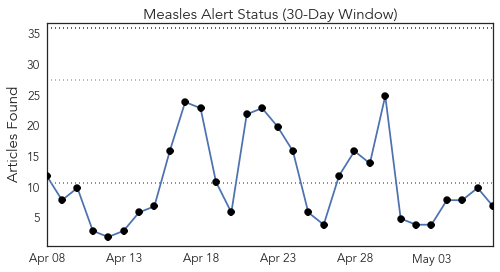 Measles Alert Status (30-Day Window)
Articles Found
35
30
25
20
15
10
5
Apr 08
Apr 13
Apr 18
Apr 23
Apr 28
May 03